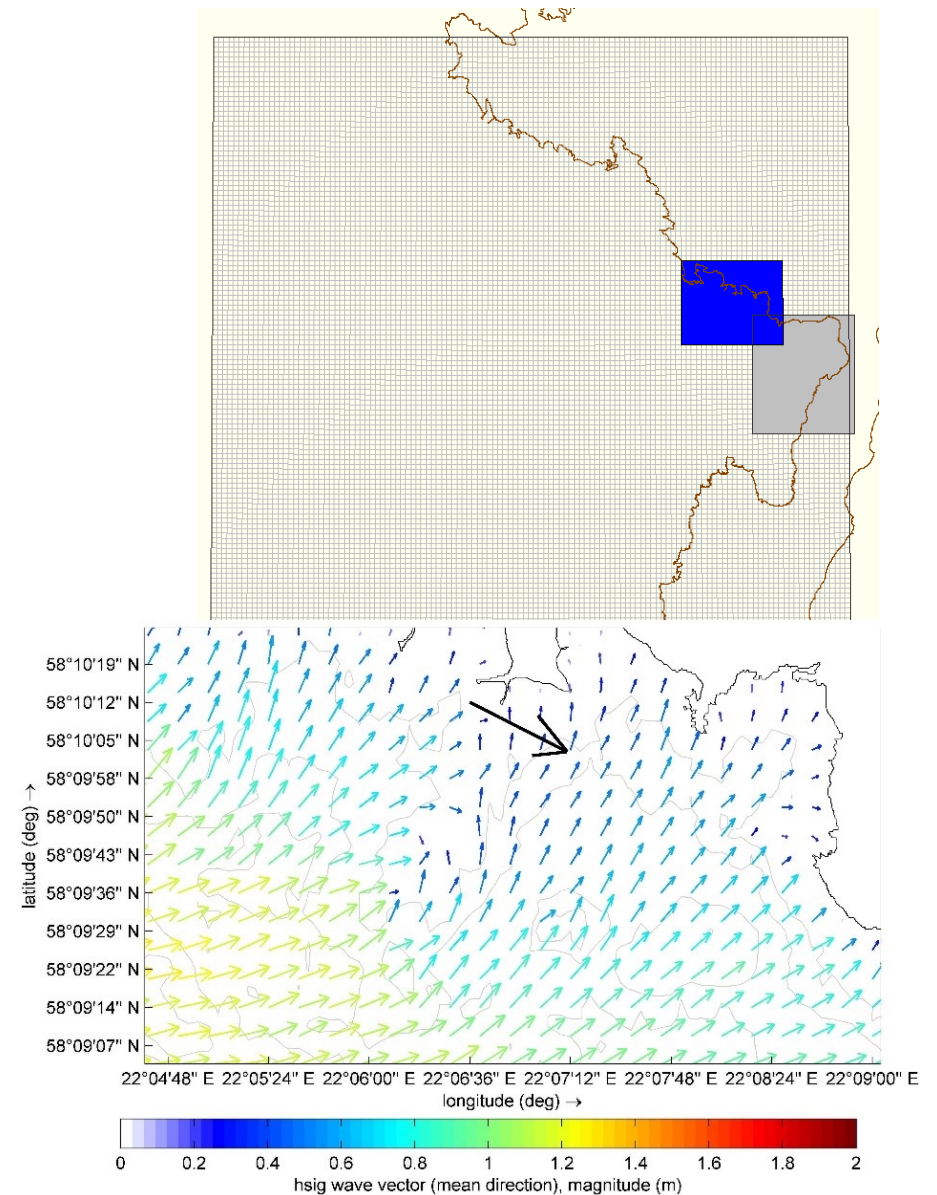 58°10'19" N
58°10'12" N
58°10'05" N
58°09'58" N
58°09'50" N
58°09'43" N
58°09'36" N
58°09'29" N
58°09'22" N
58°09'14" N
58°09'07" N
latitude (deg) →
22°04'48" E 22°05'24" E 22°06'00" E 22°06'36" E 22°07'12" E 22°07'48" E 22°08'24" E 22°09'00" E
longitude (deg) →
0 0.2 0.4 0.6 0.8 1 1.2 1.4 1.6 1.8 2
hsig wave vector (mean direction), magnitude (m)